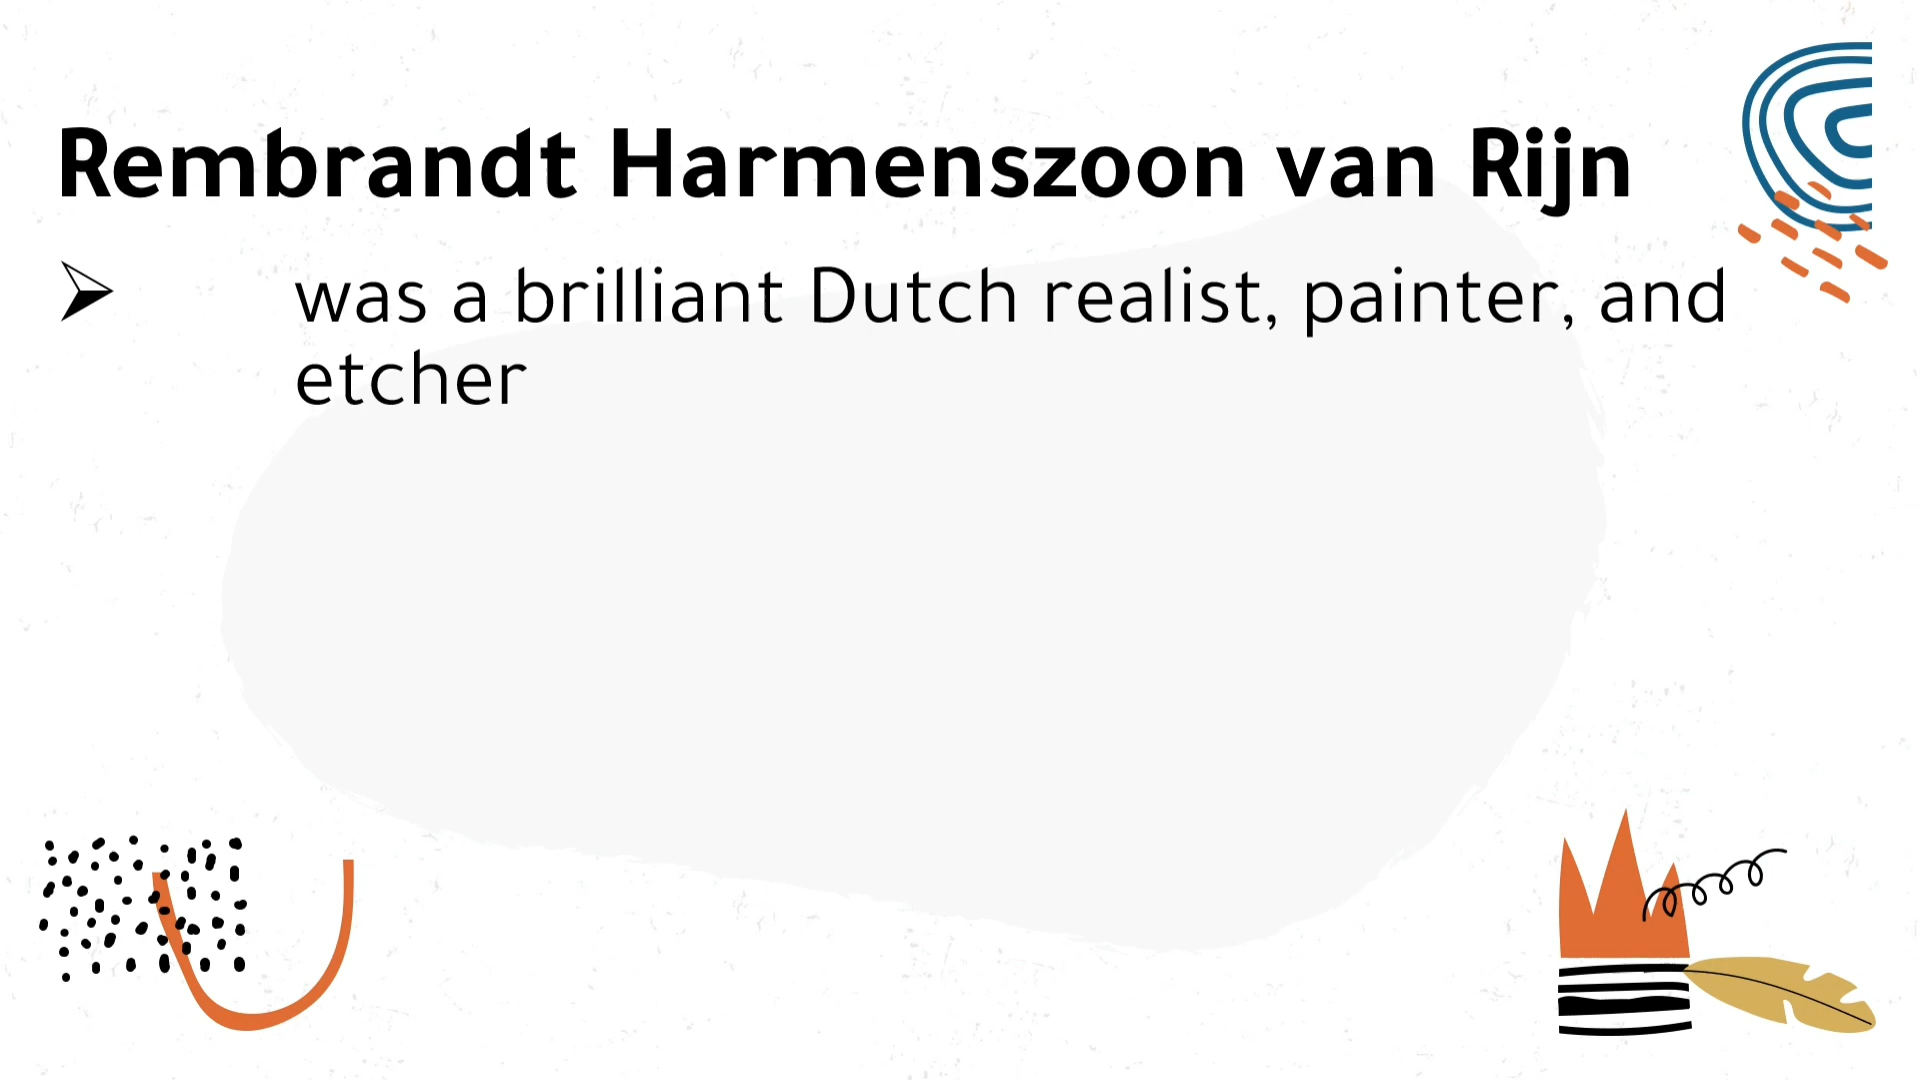 Rembrandt Harmenszoon van Rijn
➢ was a brilliant Dutch realist, painter, and
etcher